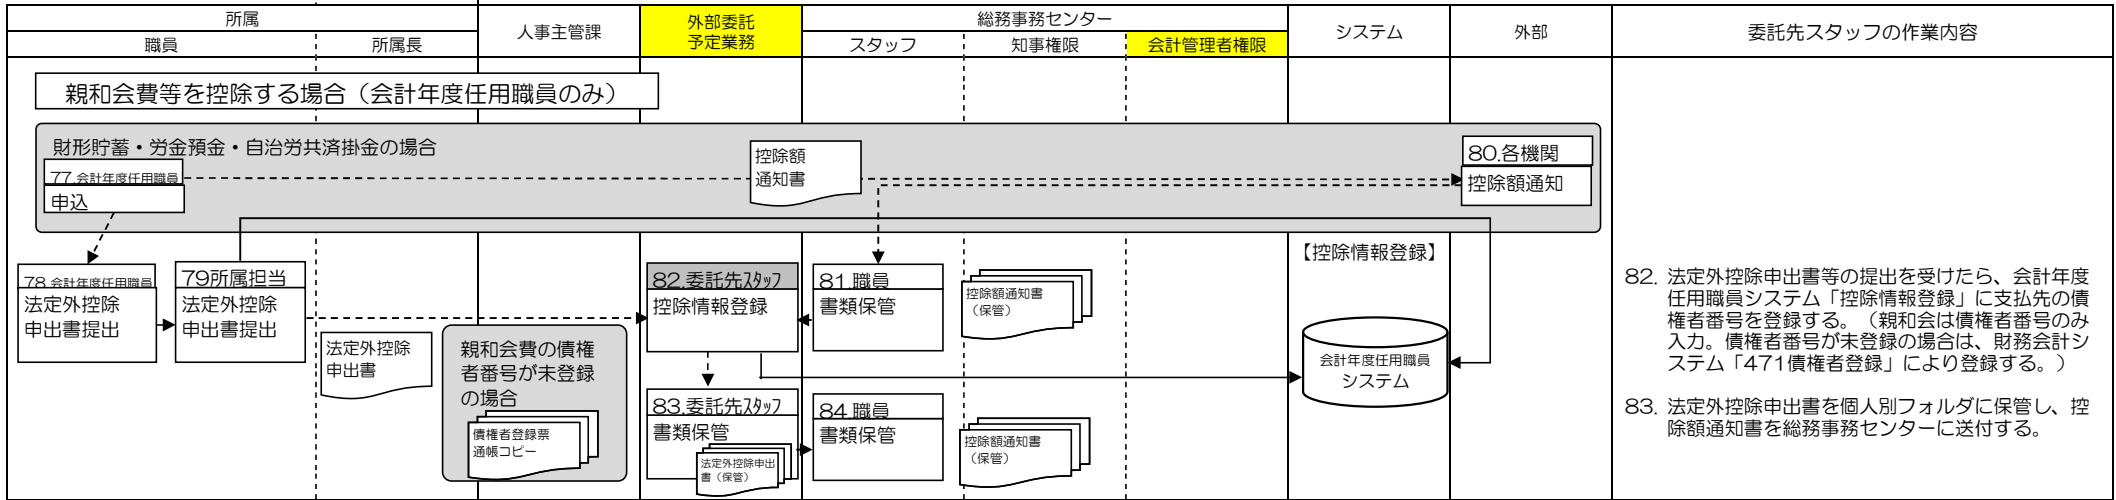 所属
職員
所属長
人事主管課
外部委託
予定業務
総務事務センター
スタッフ
知事権限
会計管理者権限
システム
外部
委託先スタッフの作業内容
親和会費等を控除する場合（会計年度任用職員のみ）
財形貯蓄・労金預金・自治労共済掛金の場合
77.会計年度任用職員
申込
控除額
通知書
80.各機関
控除額通知
【控除情報登録】
78.会計年度任用職員
法定外控除
申出書提出
79所属担当
法定外控除
申出書提出
法定外控除
申出書
親和会費の債権
者番号が未登録
の場合
債権者登録票
通帳コピー
82.委託先ｽﾀｯﾌ
控除情報登録
81.職員
書類保管
控除額通知書
（保管）
会計年度任用職員
システム
83.委託先ｽﾀｯﾌ
書類保管
法定外控除申出
書（保管）
84.職員
書類保管
控除額通知書
（保管）
82. 法定外控除申出書等の提出を受けたら、会計年度
任用職員システム「控除情報登録」に支払先の債
権者番号を登録する。（親和会は債権者番号のみ
入力。債権者番号が未登録の場合は、財務会計シ
ステム「471債権者登録」により登録する。）
83. 法定外控除申出書を個人別フォルダに保管し、控
除額通知書を総務事務センターに送付する。